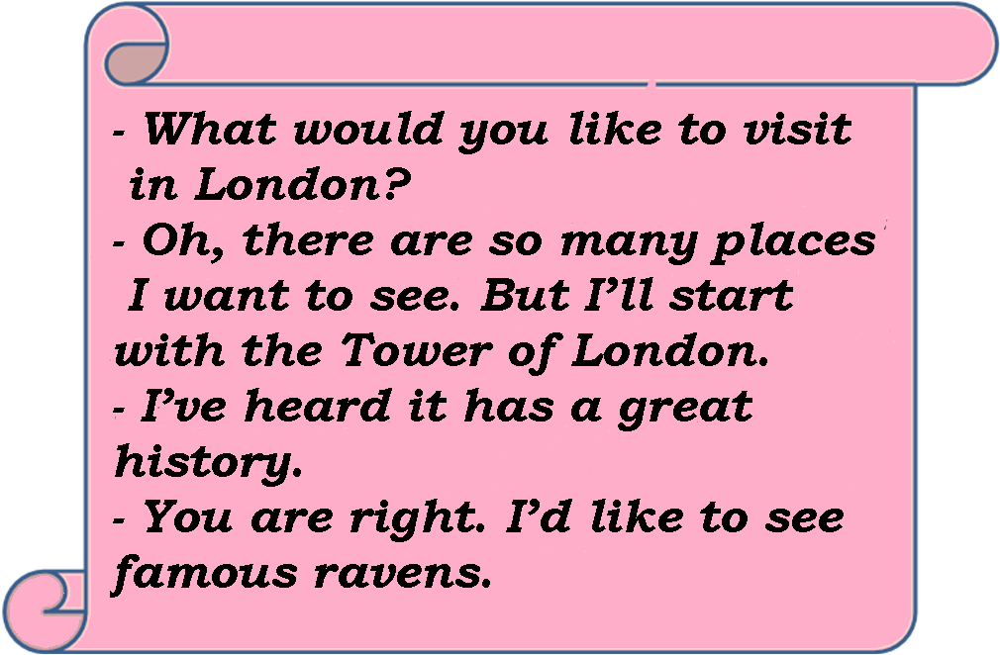 - What would you like to visit
in London?
- Oh, there are so many places
I want to see. But I’ll start
with the Tower of London.
- I’ve heard it has a great
history.
- You are right. I’d like to see
famous ravens.